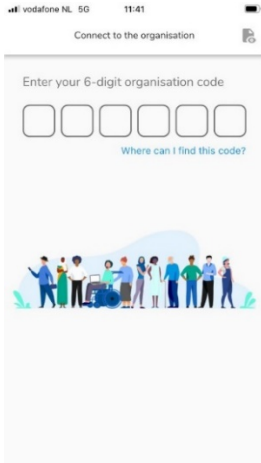 vodafone NL 5G 11:41
Connect to the organisation
Enter your 6-digit organisation code
Where can I find this code?